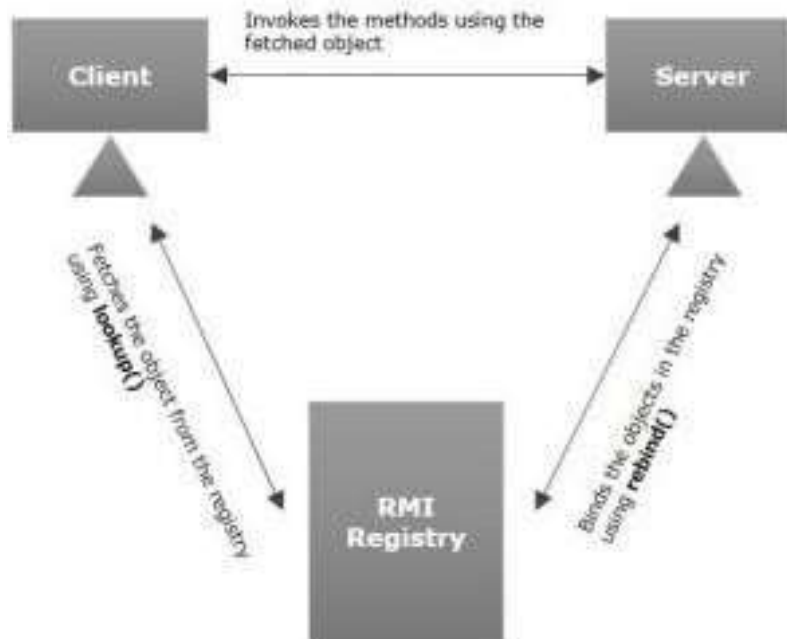 Invokes the methods using the
fetched object
Client
Server
Fetches the object from the registry
using lookup()
Binds the objects in the registry
using rebind()
RMI
Registry